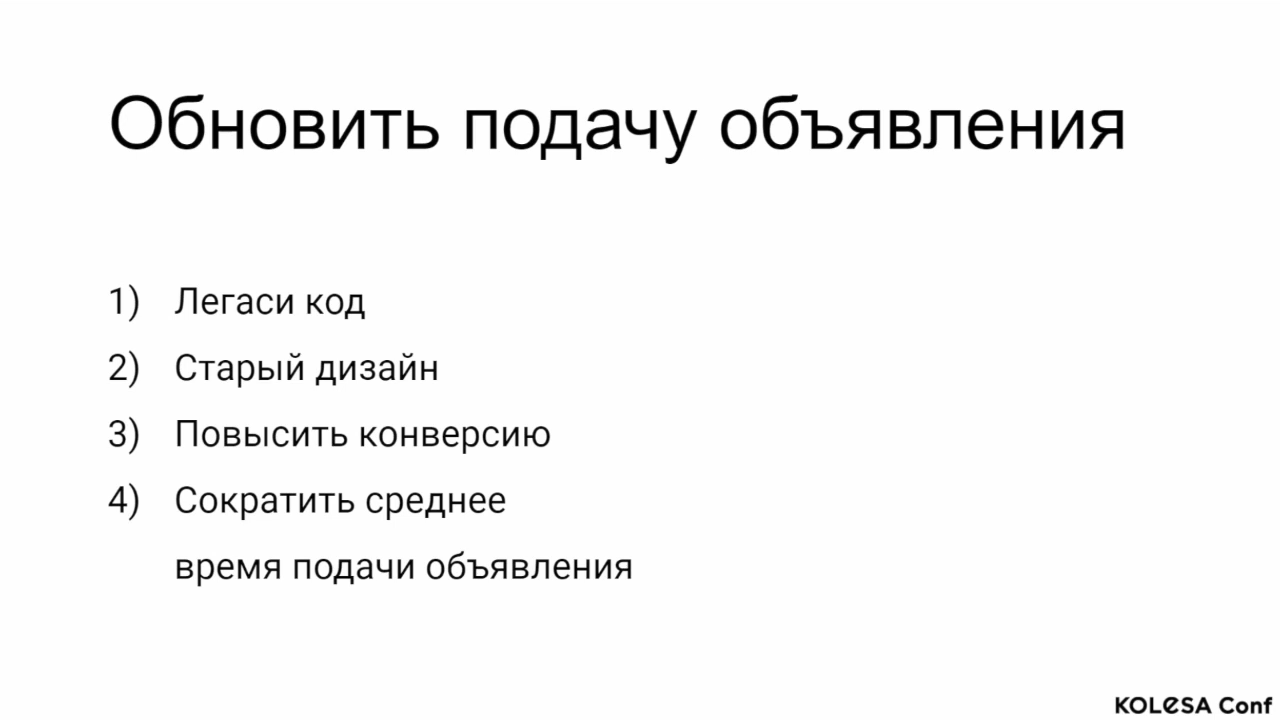 Обновить подачу объявления
1) Легаси код
2) Старый дизайн
3) Повысить конверсию
4) Сократить среднее
время подачи объявления
KOLESA Conf